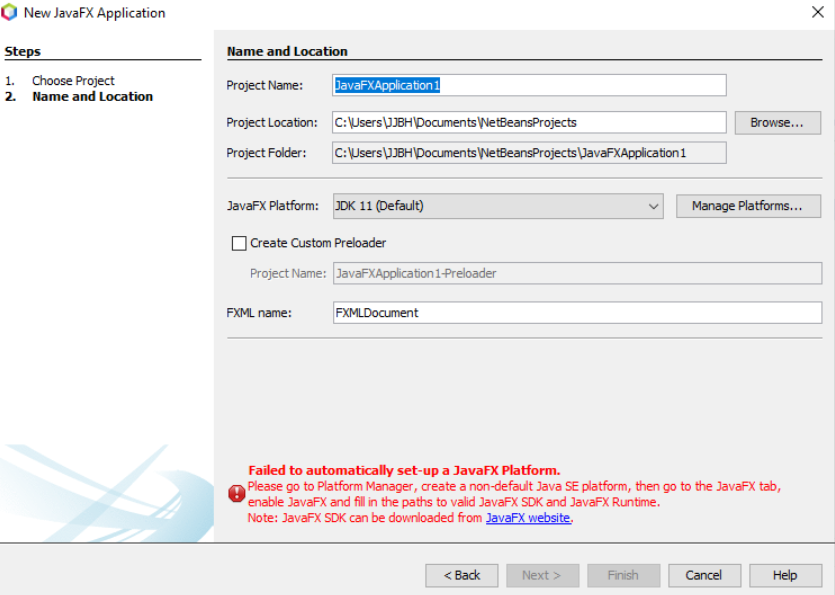 New JavaFX Application
Steps
1. Choose Project
2. Name and Location
Name and Location
Project Name: JavaFXApplication1
Project Location: C:\Users\JJBH\Documents\NetBeansProjects Browse...
Project Folder: C:\Users\JJBH\Documents\NetBeansProjects\JavaFXApplication1
JavaFX Platform: JDK 11 (Default) Manage Platforms...
Create Custom Preloader
Project Name: JavaFXApplication1-Preloader
FXML name: FXMLDocument
Failed to automatically set-up a JavaFX Platform.
Please go to Platform Manager, create a non-default Java SE platform, then go to the JavaFX tab,
enable JavaFX and fill in the paths to valid JavaFX SDK and JavaFX Runtime.
Note: JavaFX SDK can be downloaded from JavaFX website.
< Back Next > Finish Cancel Help